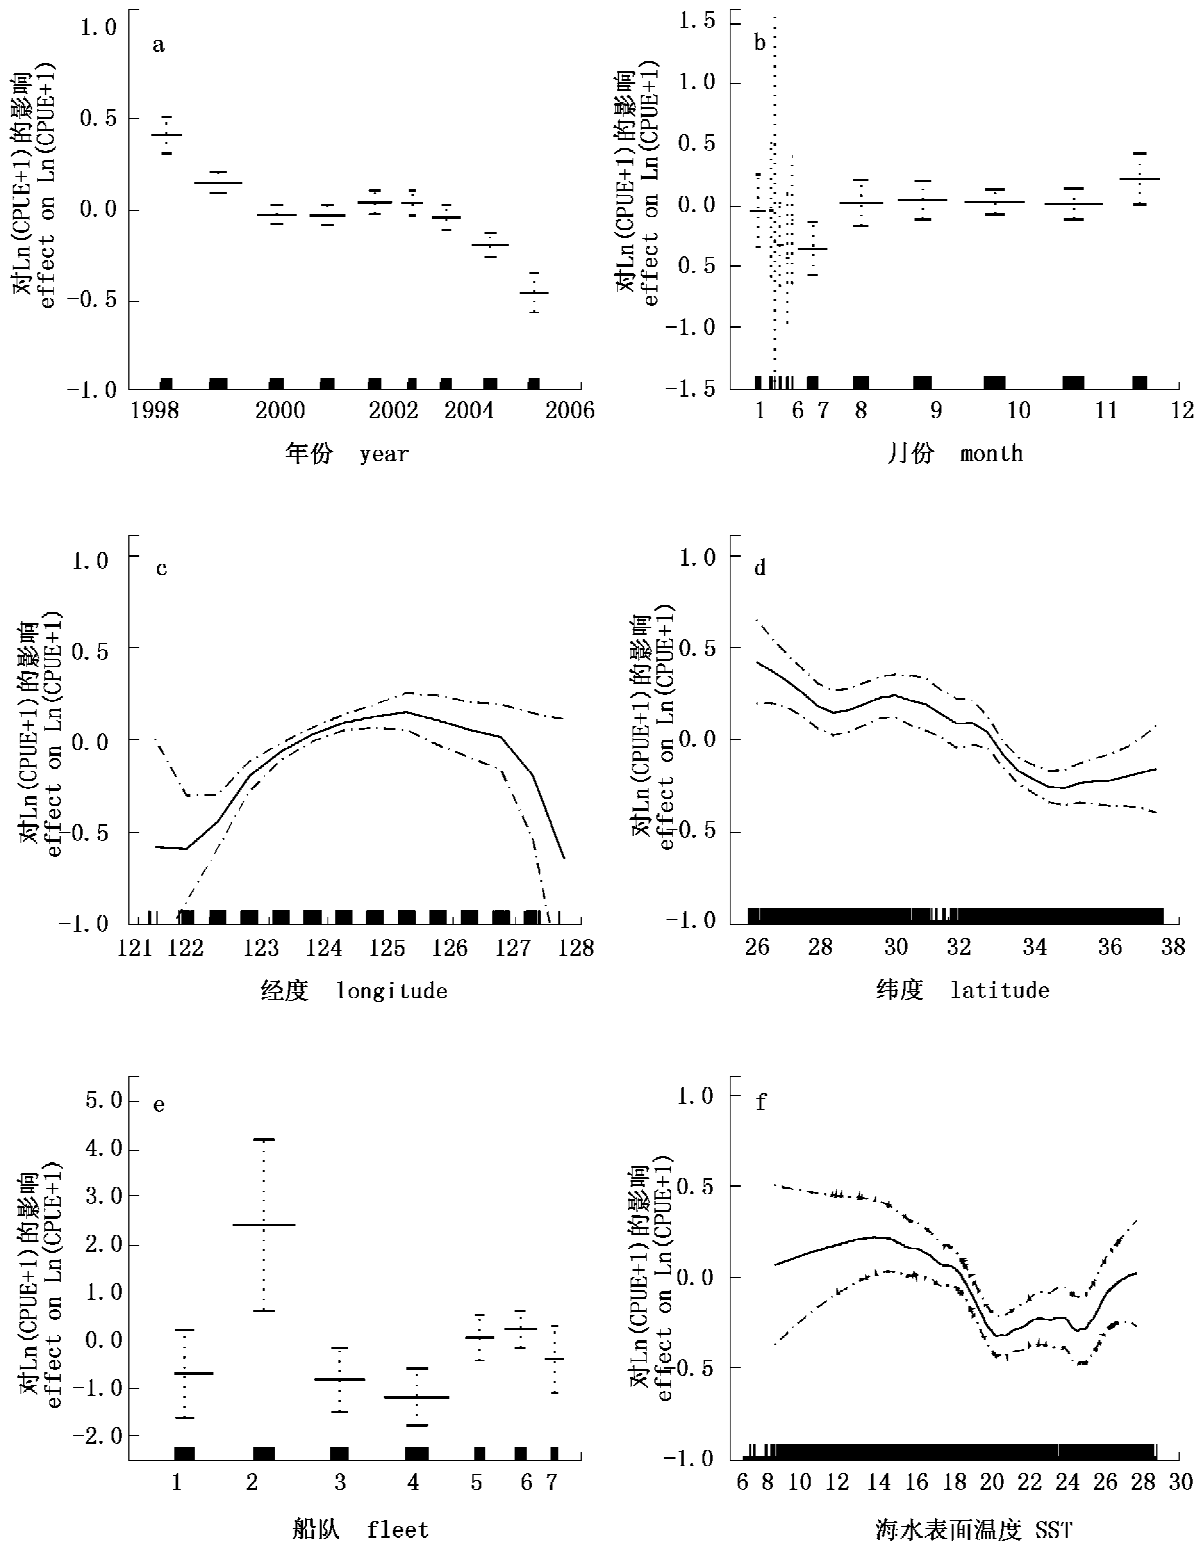 a
对Ln(CPUE+1)的影响
effect on Ln(CPUE+1)
1.0
0.5
0.0
-0.5
-1.0
1998 2000 2002 2004 2006
年份 year
b
对Ln(CPUE+1)的影响
effect on Ln(CPUE+1)
1.5
1.0
0.5
0.0
0.5
-1.0
-1.5
1 6 7 8 9 10 11 12
月份 month
c
对Ln(CPUE+1)的影响
effect on Ln(CPUE+1)
1.0
0.5
0.0
-0.5
-1.0
121 122 123 124 125 126 127 128
经度 longitude
d
对Ln(CPUE+1)的影响
effect on Ln(CPUE+1)
1.0
0.5
0.0
-0.5
-1.0
26 28 30 32 34 36 38
纬度 latitude
e
对Ln(CPUE+1)的影响
effect on Ln(CPUE+1)
5.0
4.0
3.0
2.0
1.0
0.0
-1.0
-2.0
1 2 3 4 5 6 7
船队 fleet
f
对Ln(CPUE+1)的影响
effect on Ln(CPUE+1)
1.0
0.5
0.0
-0.5
-1.0
6 8 10 12 14 16 18 20 22 24 26 28 30
海水表面温度 SST